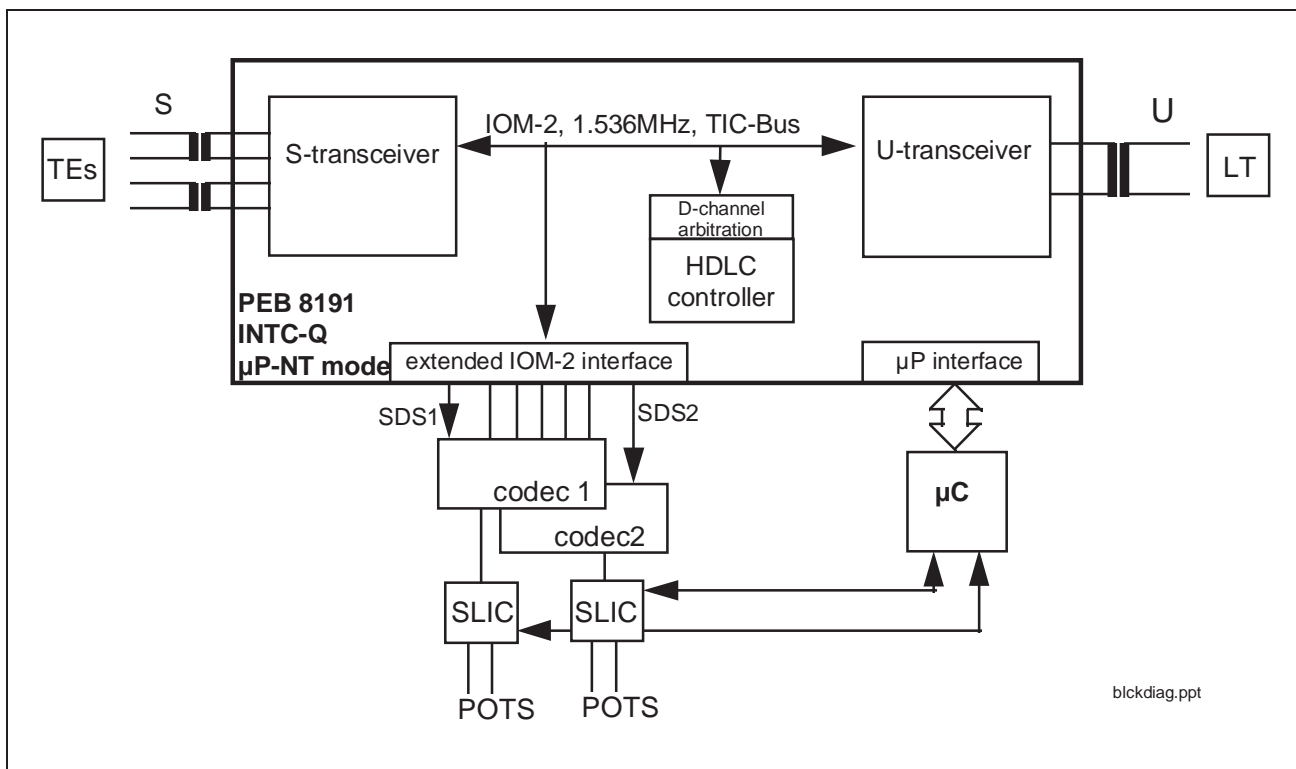 S
TEs
S-transceiver
IOM-2, 1.536MHz, TIC-Bus
U-transceiver
U
LT
D-channel
arbitration
HDLC
controller
PEB 8191
INTC-Q
µP-NT mode
extended IOM-2 interface
µP interface
SDS1
SDS2
codec 1
codec2
µC
SLIC
SLIC
POTS
POTS
blckdiag.ppt